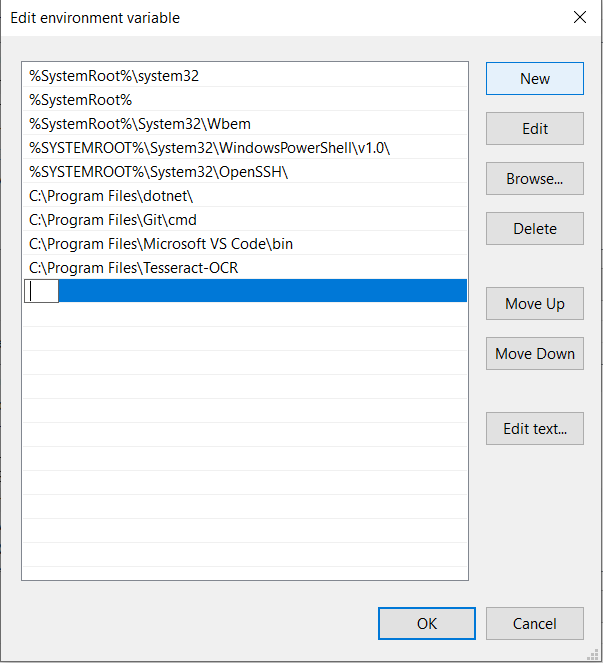 Edit environment variable
%SystemRoot%\system32
%SystemRoot%
%SystemRoot%\System32\Wbem
%SYSTEMROOT%\System32\WindowsPowerShell\v1.0\
%SYSTEMROOT%\System32\OpenSSH\
C:\Program Files\dotnet\
C:\Program Files\Git\cmd
C:\Program Files\Microsoft VS Code\bin
C:\Program Files\Tesseract-OCR
New
Edit
Browse...
Delete
Move Up
Move Down
Edit text...
OK
Cancel